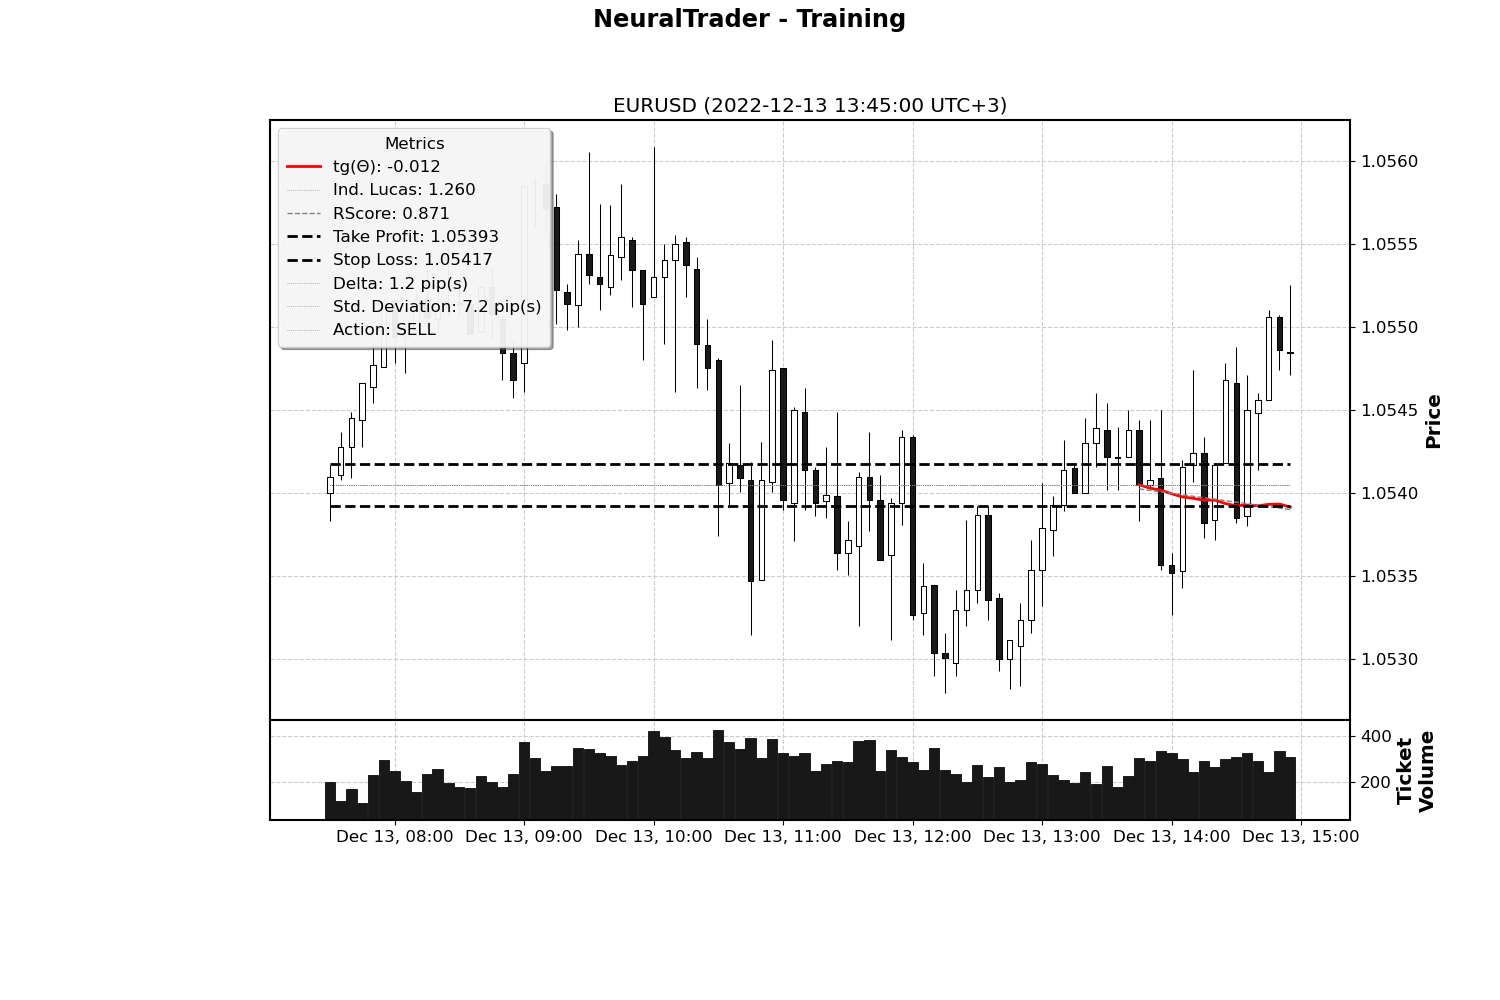 NeuralTrader - Training
EURUSD (2022-12-13 13:45:00 UTC+3)
Metrics
tg(Θ): -0.012
Ind. Lucas: 1.260
RScore: 0.871
Take Profit: 1.05393
Stop Loss: 1.05417
Delta: 1.2 pip(s)
Std. Deviation: 7.2 pip(s)
Action: SELL
1.0560
1.0555
1.0550
1.0545
1.0540
1.0535
1.0530
Price
400
200
Ticket
Volume
Dec 13, 08:00
Dec 13, 09:00
Dec 13, 10:00
Dec 13, 11:00
Dec 13, 12:00
Dec 13, 13:00
Dec 13, 14:00
Dec 13, 15:00